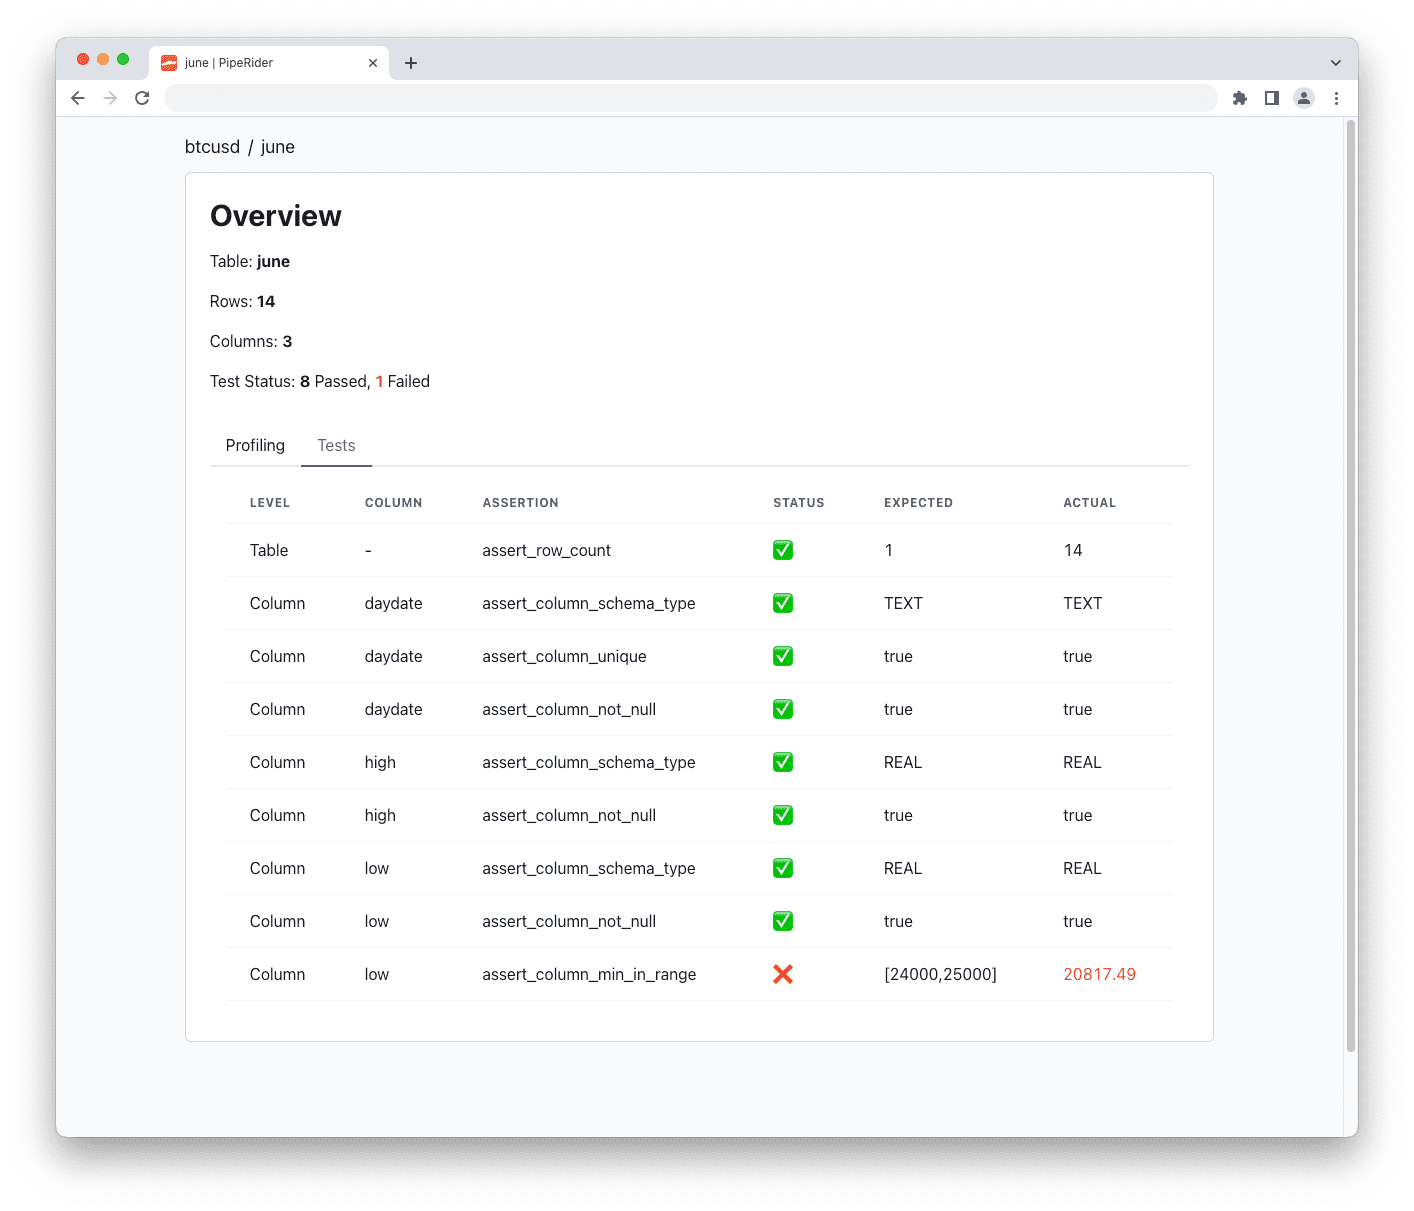 june | PipeRider
btcusd / june
Overview
Table: june
Rows: 14
Columns: 3
Test Status: 8 Passed, 1 Failed
Profiling Tests
LEVEL COLUMN ASSERTION STATUS EXPECTED ACTUAL
Table - assert_row_count ✅ 1 14
Column daydate assert_column_schema_type ✅ TEXT TEXT
Column daydate assert_column_unique ✅ true true
Column daydate assert_column_not_null ✅ true true
Column high assert_column_schema_type ✅ REAL REAL
Column high assert_column_not_null ✅ true true
Column low assert_column_schema_type ✅ REAL REAL
Column low assert_column_not_null ✅ true true
Column low assert_column_min_in_range ❌ [24000,25000] 20817.49